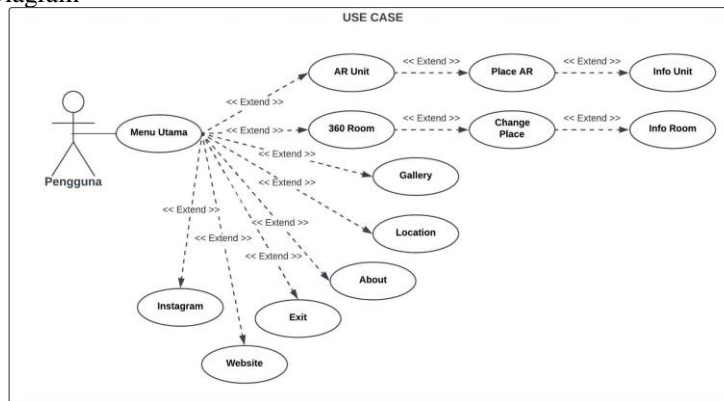 USE CASE
AR Unit
<< Extend >>
Place AR
<< Extend >>
Info Unit
<< Extend >>
Menu Utama
<< Extend >>
360 Room
<< Extend >>
Change
Place
<< Extend >>
Info Room
Pengguna
<< Extend >>
Gallery
<< Extend >>
<< Extend >>
Location
<< Extend >>
<< Extend >>
<< Extend >>
About
Instagram
Exit
Website